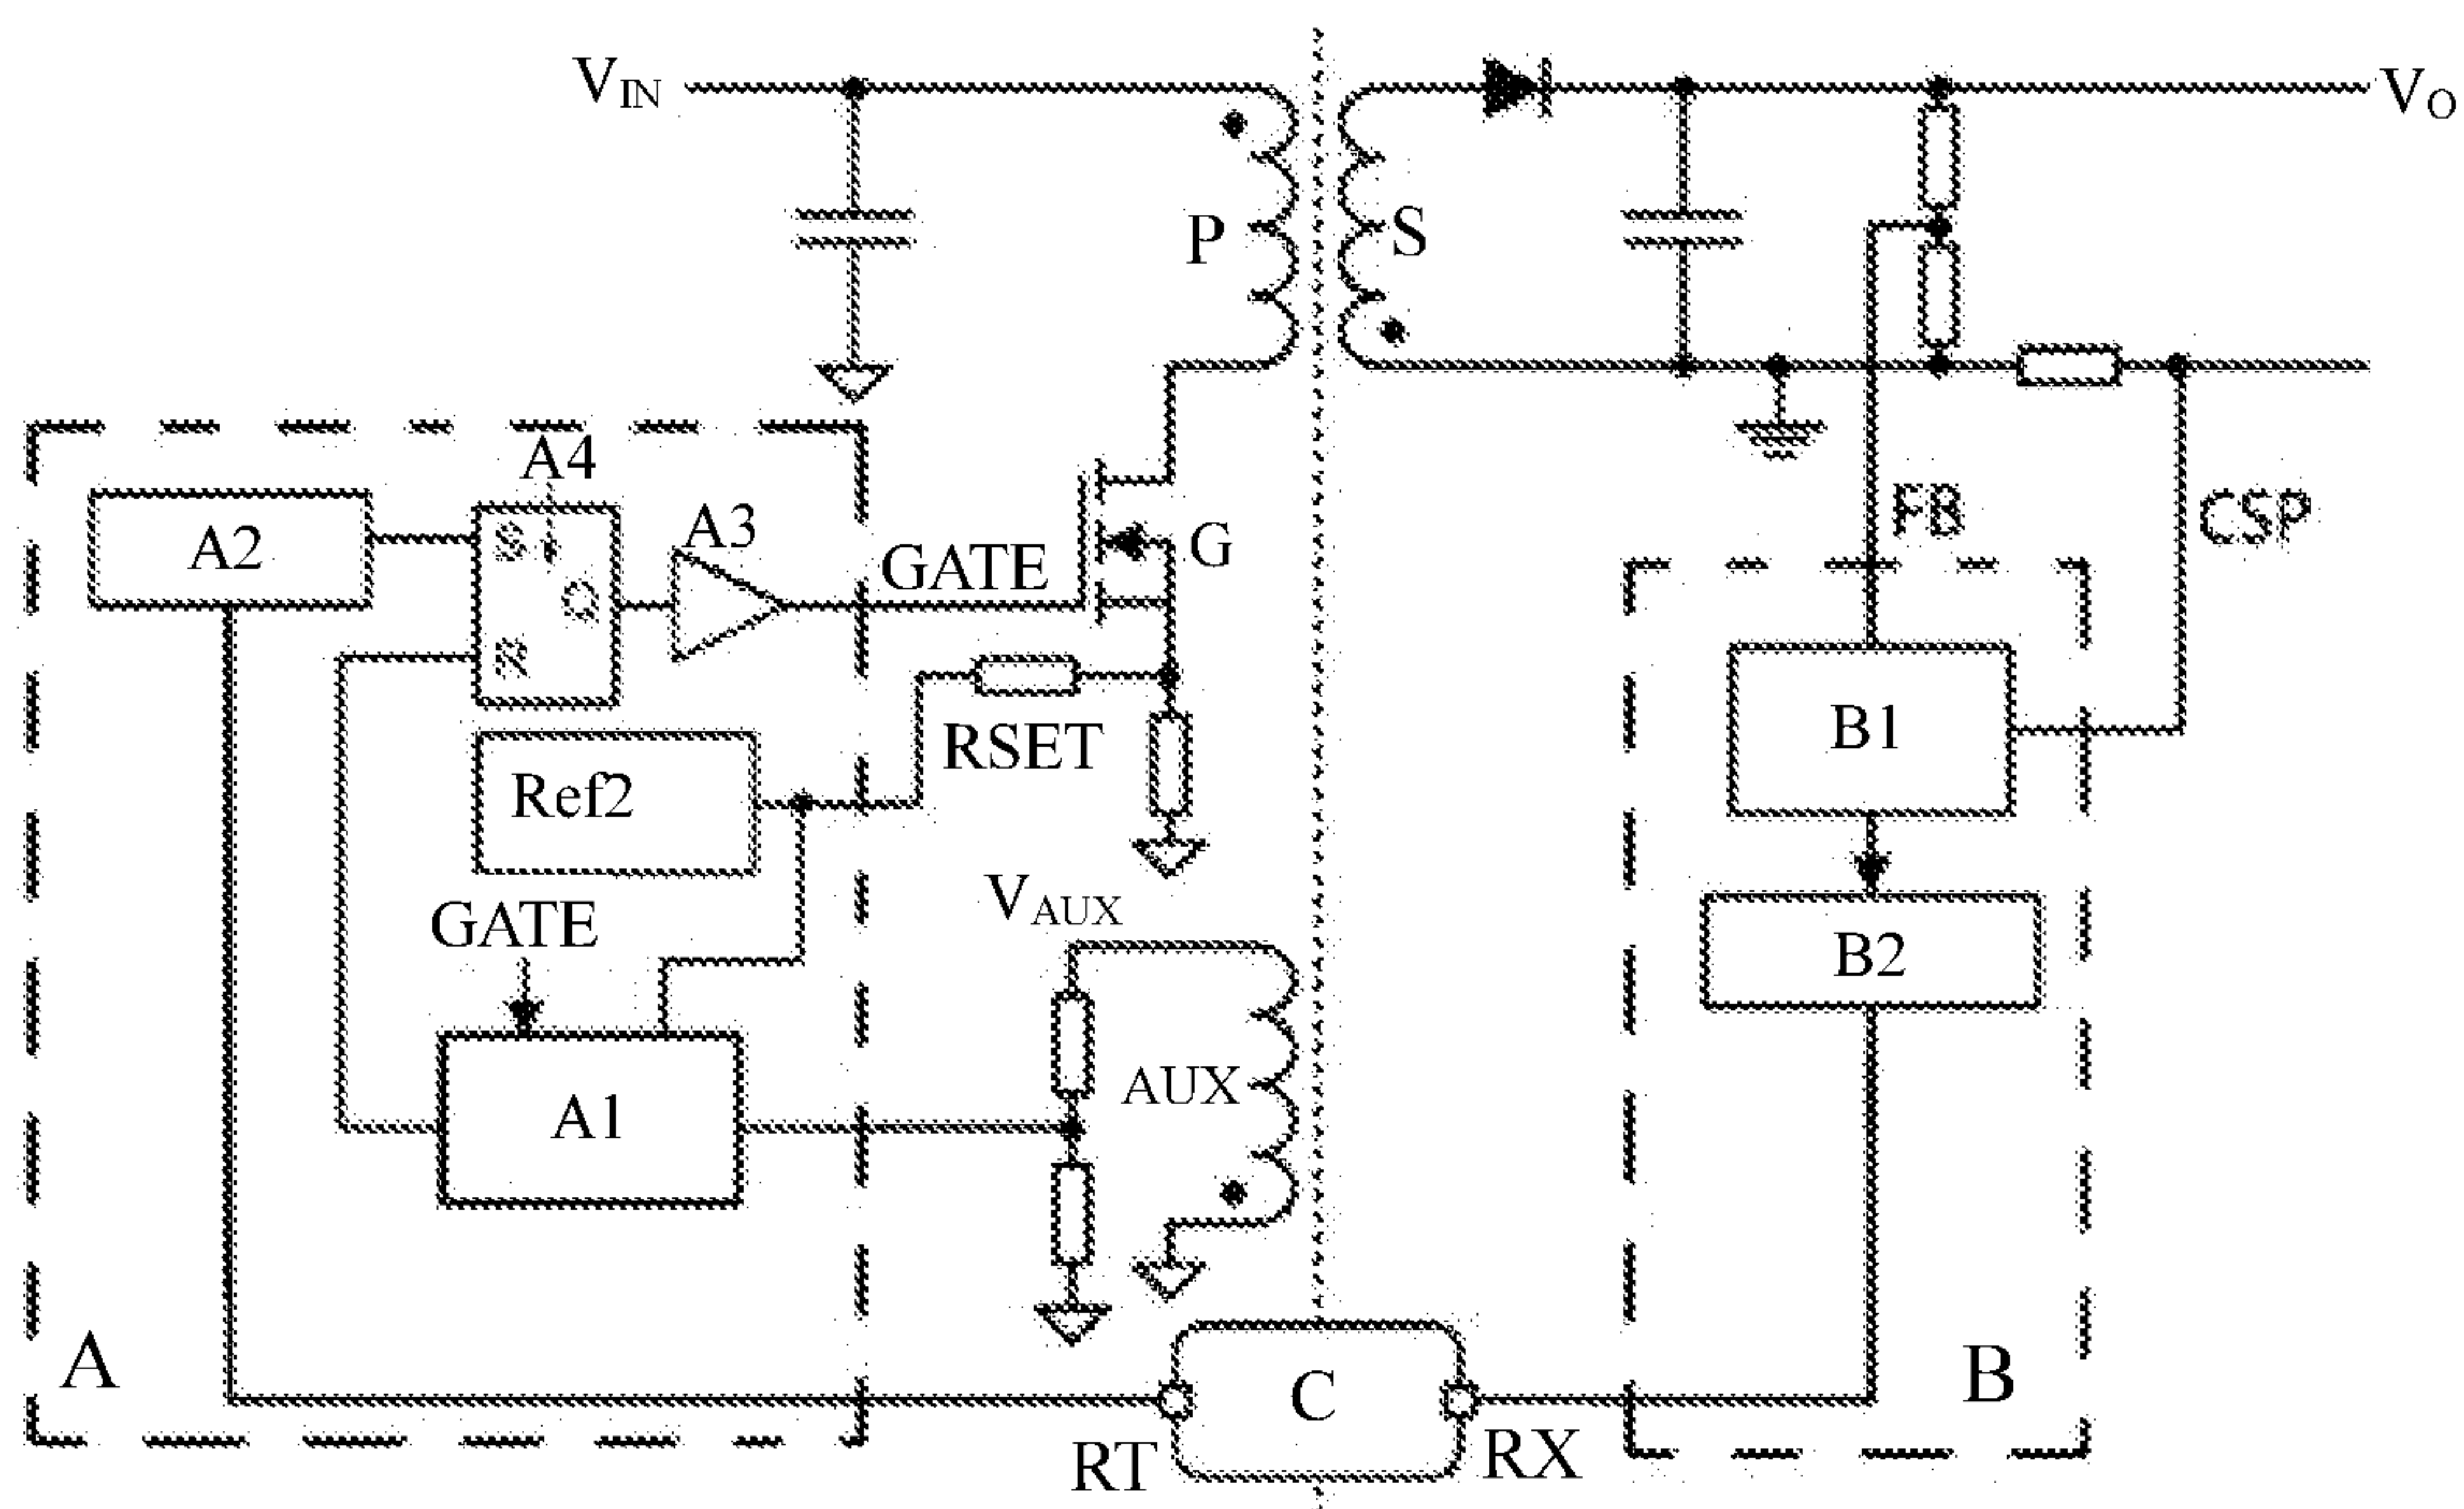 VIN
VO
P
S
A4
A2
S
A3
Q
GATE
G
FB
CSP
R
RSET
B1
Ref2
VAUX
GATE
B2
AUX
A1
A
C
B
RT
RX